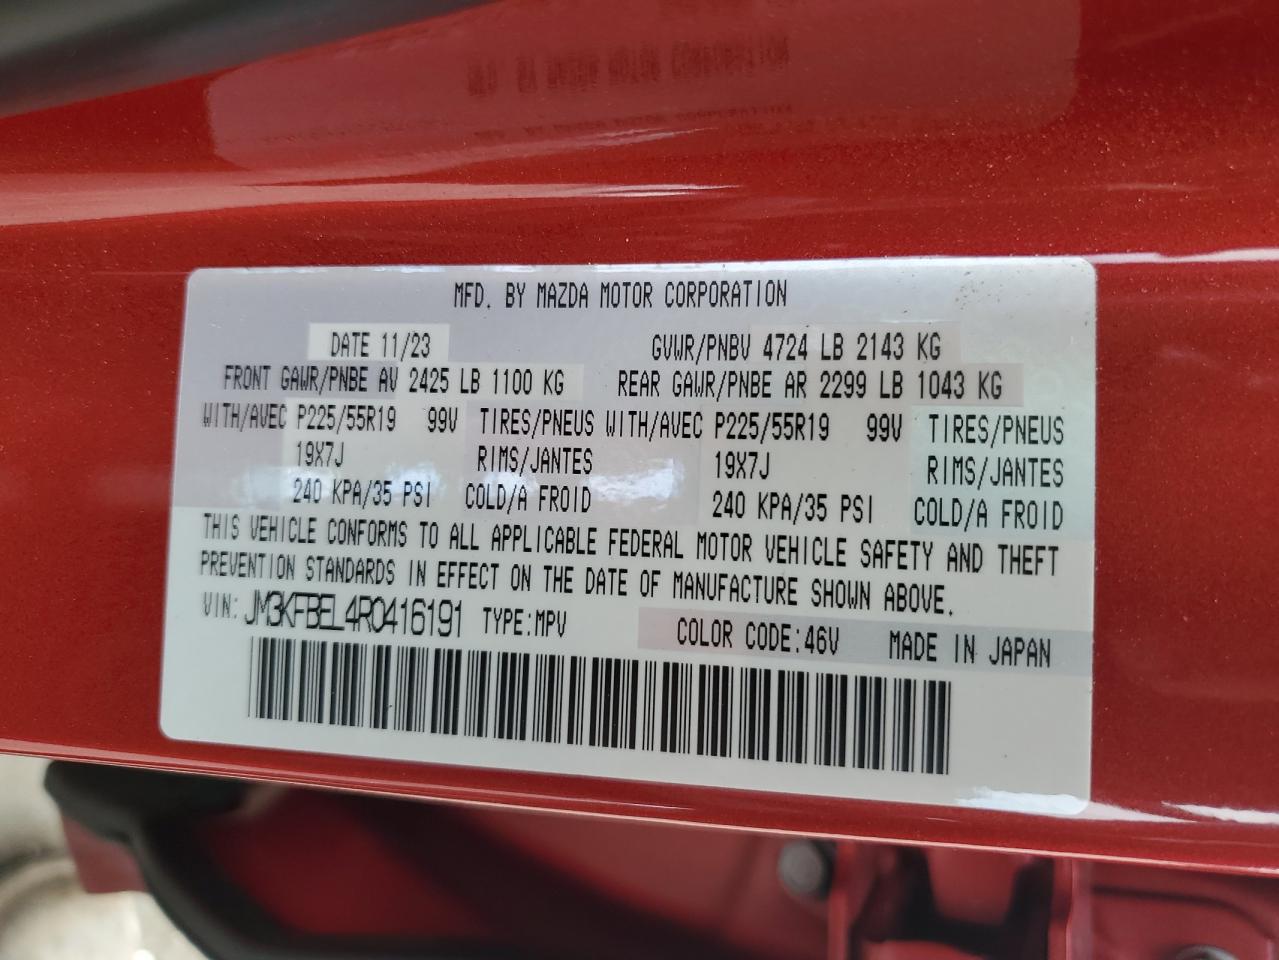 MFD. BY MAZDA MOTOR CORPORATION
DATE 11/23 GVWR/PNBV 4724 LB 2143 KG
FRONT GAWR/PNBE AV 2425 LB 1100 KG REAR GAWR/PNBE AR 2299 LB 1043 KG
WITH/AVEC P225/55R19 99V TIRES/PNEUS WITH/AVEC P225/55R19 99V TIRES/PNEUS
19X7J RIMS/JANTES 19X7J RIMS/JANTES
240 KPA/35 PSI COLD/A FROID 240 KPA/35 PSI COLD/A FROID
THIS VEHICLE CONFORMS TO ALL APPLICABLE FEDERAL MOTOR VEHICLE SAFETY AND THEFT
PREVENTION STANDARDS IN EFFECT ON THE DATE OF MANUFACTURE SHOWN ABOVE.
VIN: JM3KFBEL4R0416191 TYPE:MPV COLOR CODE:46V MADE IN JAPAN